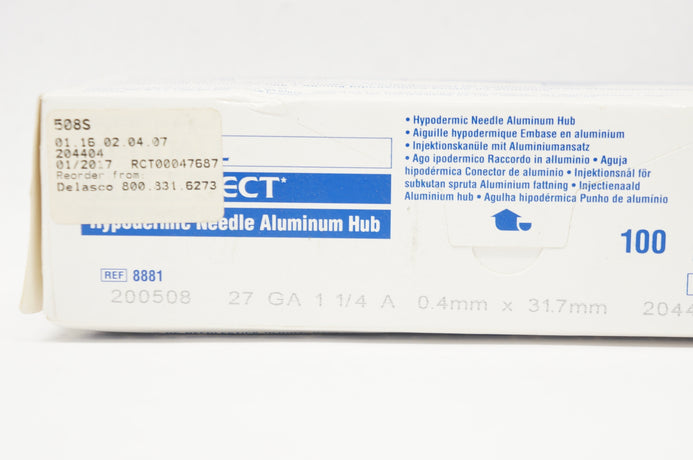 508S
01.16 02.04.07
204404
01/2017 RCT00047687
Reorder from:
Delasco 800.331.6273
ECT*
Hypodermic Needle Aluminum Hub
• Hypodermic Needle Aluminum Hub
• Aiguille hypodermique Embase en aluminium
• Injektionskanüle mit Aluminiumansatz
• Ago ipodermico Raccordo in alluminio • Aguja
hipodérmica Conector de aluminio • Injektionsnål för
subkutan spruta Aluminium fattning • Injectienaald
Aluminium hub • Agulha hipodérmica Punho de alumínio
100
REF 8881
200508 27 GA 1 1/4 A 0.4mm x 31.7mm 2044